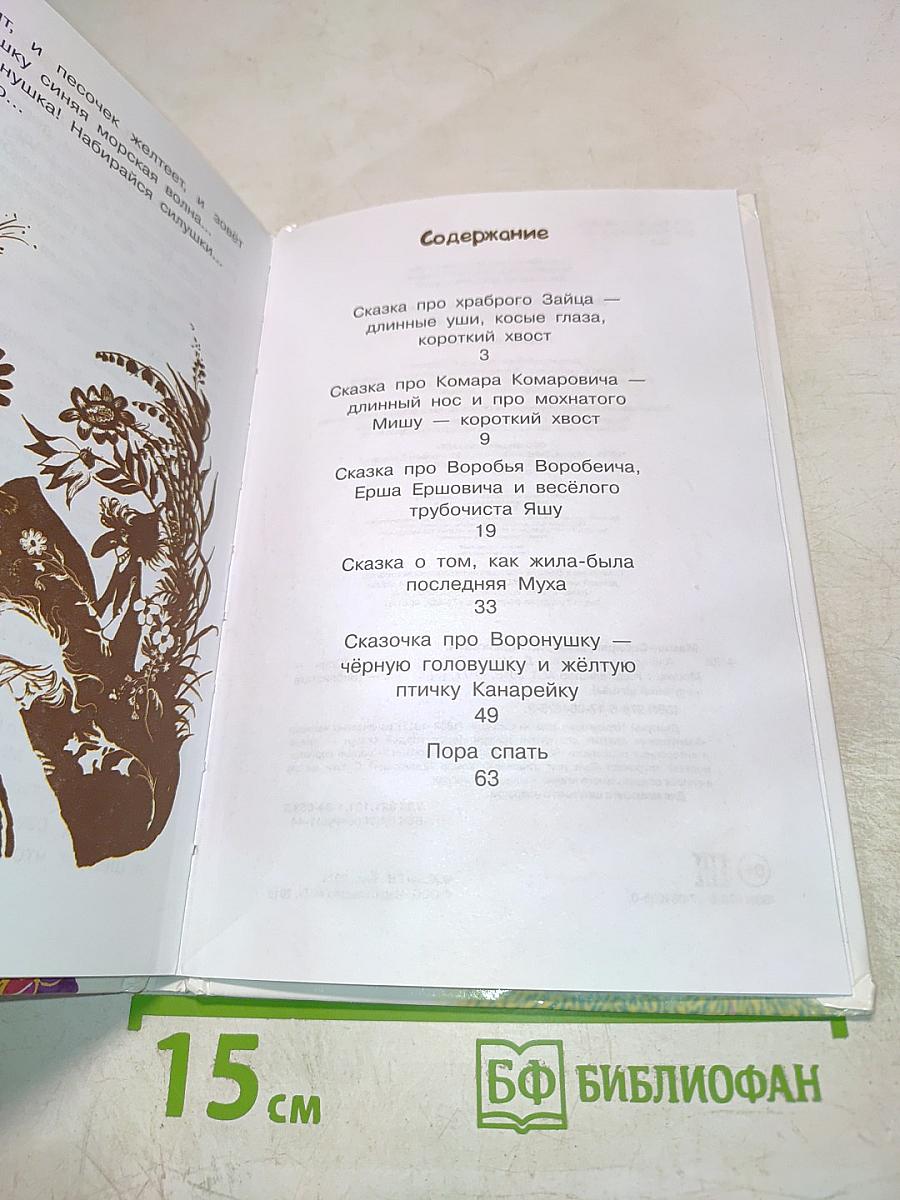 и песочек желтеет, и зовёт
синяя морская волна...
Набирайся силушки...
Содержание
Сказка про храброго Зайца —
длинные уши, косые глаза,
короткий хвост
3
Сказка про Комара Комаровича —
длинный нос и про мохнатого
Мишу — короткий хвост
9
Сказка про Воробья Воробеича,
Ерша Ершовича и весёлого
трубочиста Яшу
19
Сказка о том, как жила-была
последняя Муха
33
Сказочка про Воронушку —
чёрную головушку и жёлтую
птичку Канарейку
49
Пора спать
63
15 см
БФ БИБЛИОФАН